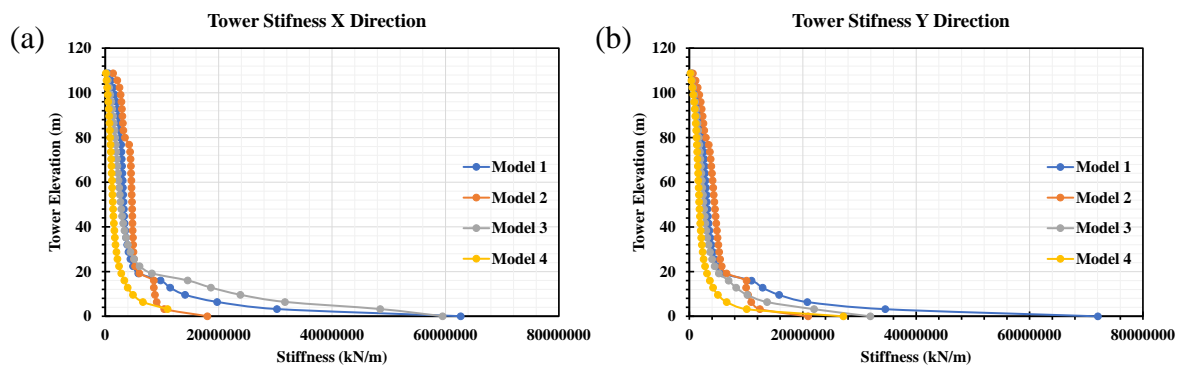 (a)
Tower Stifness X Direction
120
100
80
60
40
20
0
Tower Elevation (m)
0
20000000
40000000
60000000
80000000
Stiffness (kN/m)
Model 1
Model 2
Model 3
Model 4
(b)
Tower Stifness Y Direction
120
100
80
60
40
20
0
Tower Elevation (m)
0
20000000
40000000
60000000
80000000
Stiffness (kN/m)
Model 1
Model 2
Model 3
Model 4